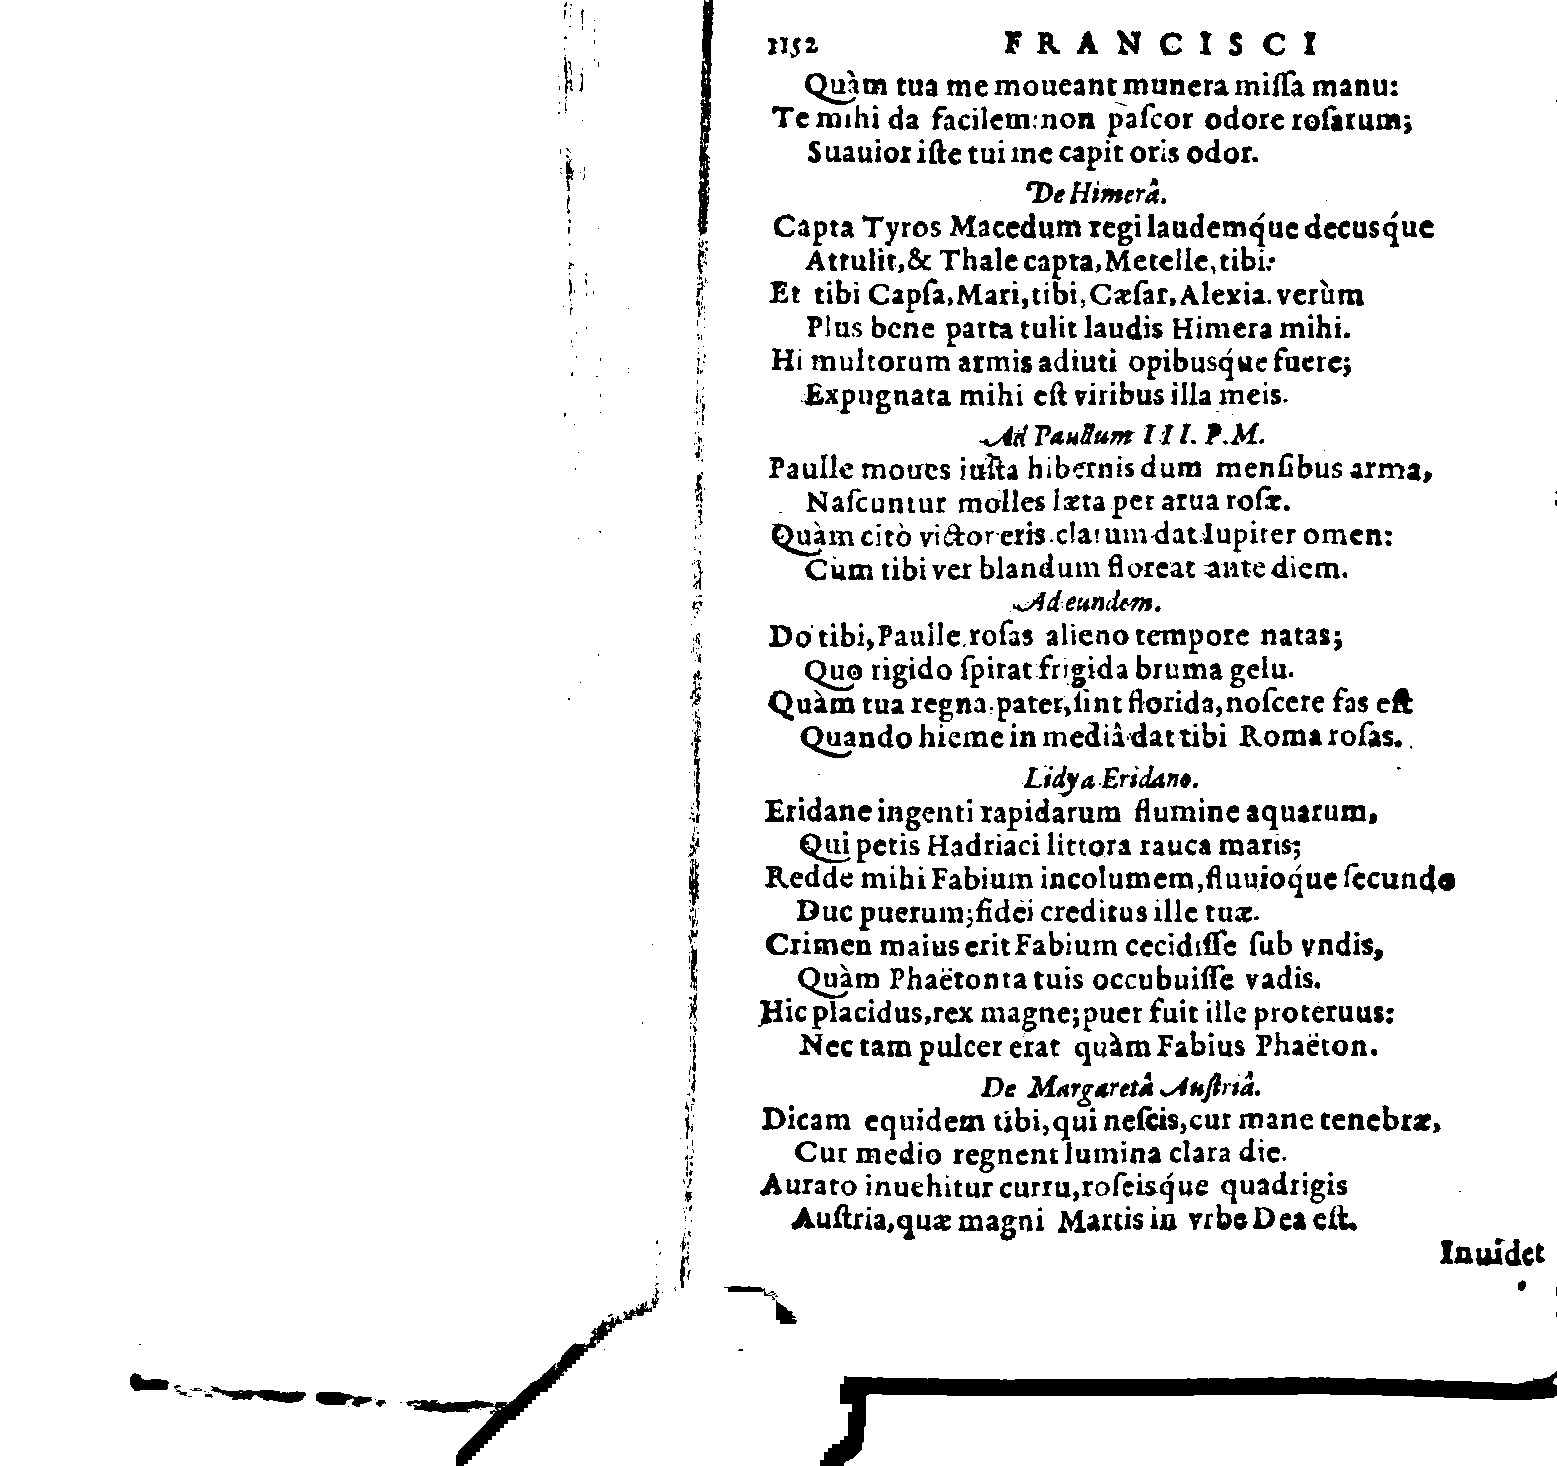 1152 FRANCISCI
Quàm tua me moueant munera miſſa manu:
Te mihi da facilem: non paſcor odore roſarum;
Suauior iſte tui me capit oris odor.
De Himerâ.
Capta Tyros Macedum regi laudemq́ue decusq́ue
Attulit, & Thale capta, Metelle, tibi:
Et tibi Capſa, Mari, tibi, Cæſar, Alexia. verùm
Plus bene parta tulit laudis Himera mihi.
Hi multorum armis adiuti opibusq́ue fuere;
Expugnata mihi eſt viribus illa meis.
Ad Paullum III. P.M.
Paulle moues iuſta hibernis dum menſibus arma,
Naſcuntur molles læta per arua roſæ.
Quàm citò victor eris clarum dat Iupiter omen:
Cùm tibi ver blandum floreat ante diem.
Ad eundem.
Do tibi, Paulle, roſas alieno tempore natas;
Quo rigido ſpirat frigida bruma gelu.
Quàm tua regna, pater, ſint florida, noſcere fas eſt
Quando hieme in mediâ dat tibi Roma roſas.
Lidya Eridano.
Eridane ingenti rapidarum flumine aquarum,
Qui petis Hadriaci littora rauca maris;
Redde mihi Fabium incolumem, fluuioq́ue ſecundo
Duc puerum; fidei creditus ille tuæ.
Crimen maius erit Fabium cecidiſſe ſub vndis,
Quàm Phaëtonta tuis occubuiſſe vadis.
Hic placidus, rex magne; puer fuit ille proteruus:
Nec tam pulcer erat quàm Fabius Phaëton.
De Margaretâ Auſtriâ.
Dicam equidem tibi, qui neſcis, cur mane tenebræ,
Cur medio regnent lumina clara die.
Aurato inuehitur curru, roſeisq́ue quadrigis
Auſtria, quæ magni Martis in vrbe Dea eſt.
Inuidet